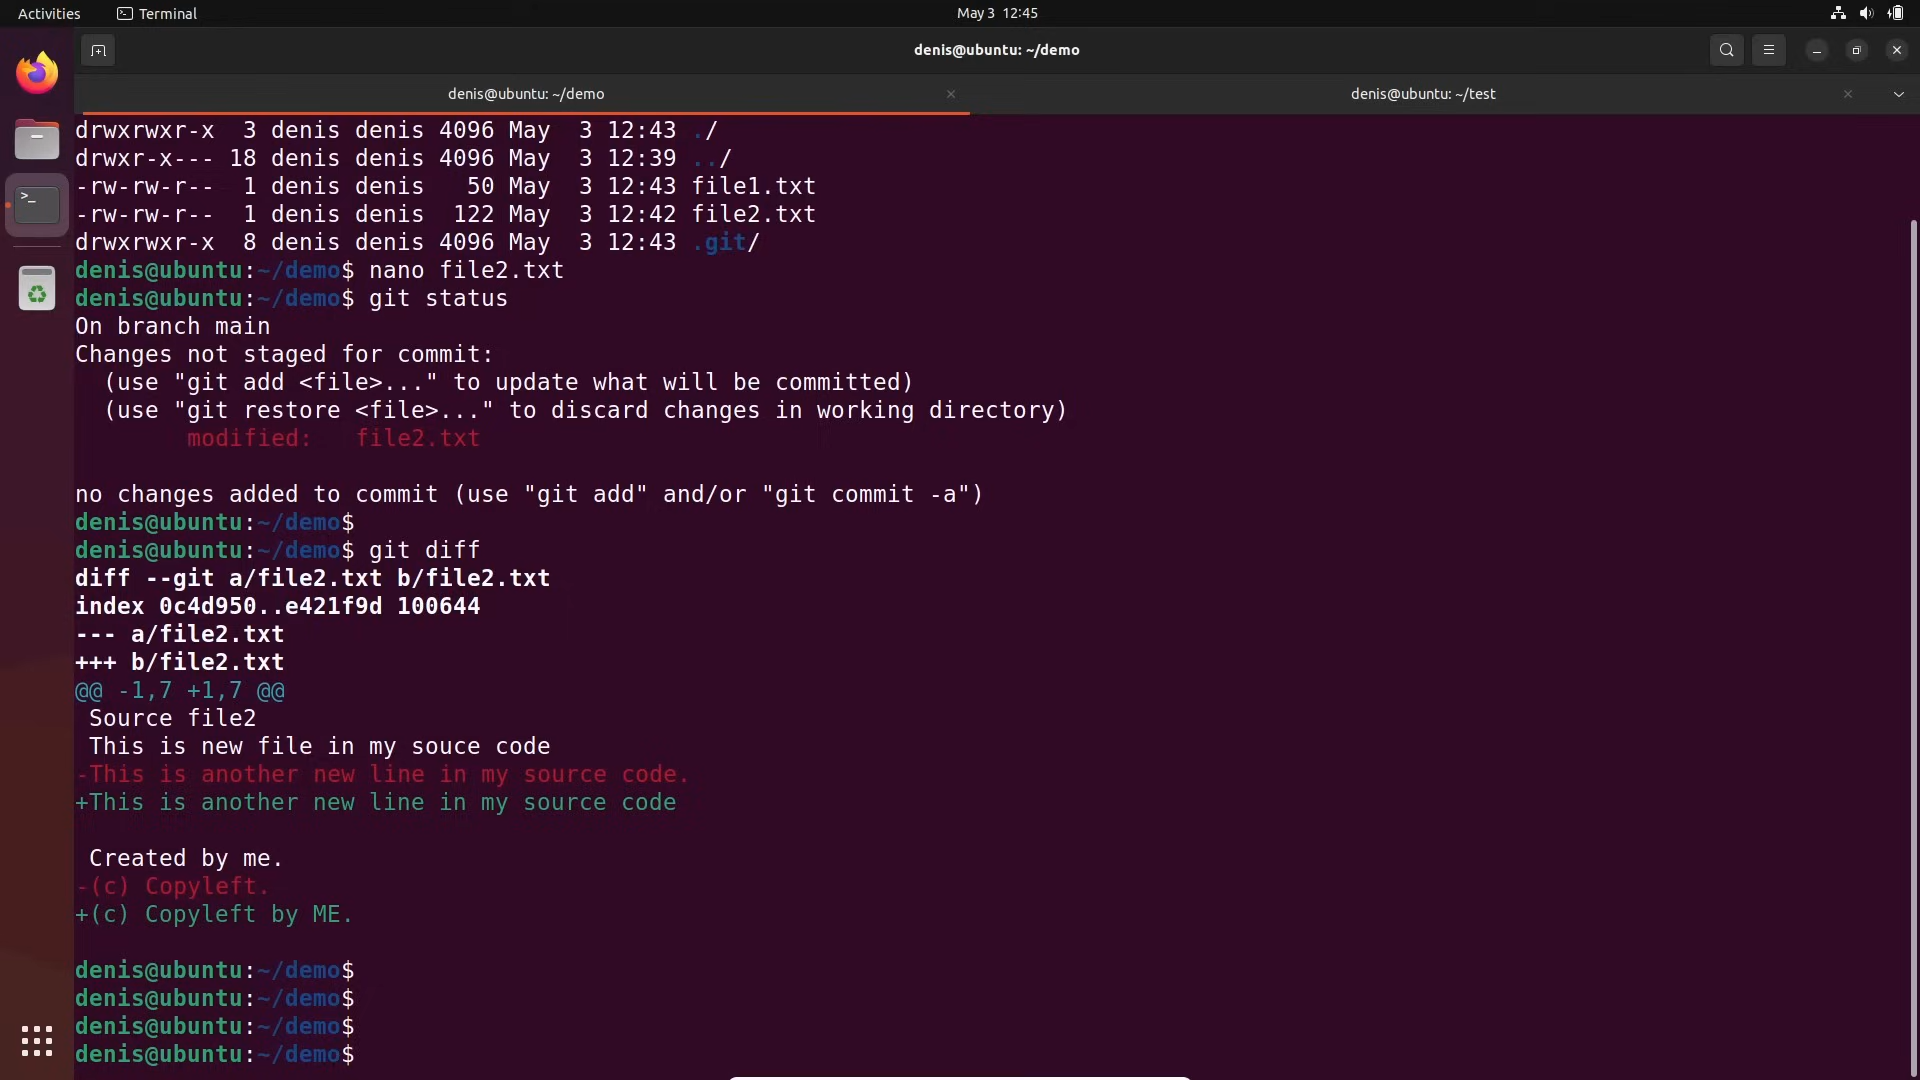 Activities Terminal May 3 12:45
denis@ubuntu: ~/demo
denis@ubuntu: ~/demo denis@ubuntu: ~/test
drwxrwxr-x  3 denis denis 4096 May  3 12:43 ./
drwxr-x--- 18 denis denis 4096 May  3 12:39 ../
-rw-rw-r--  1 denis denis   50 May  3 12:43 file1.txt
-rw-rw-r--  1 denis denis  122 May  3 12:42 file2.txt
drwxrwxr-x  8 denis denis 4096 May  3 12:43 .git/
denis@ubuntu:~/demo$ nano file2.txt
denis@ubuntu:~/demo$ git status
On branch main
Changes not staged for commit:
  (use "git add <file>..." to update what will be committed)
  (use "git restore <file>..." to discard changes in working directory)
        modified:   file2.txt

no changes added to commit (use "git add" and/or "git commit -a")
denis@ubuntu:~/demo$
denis@ubuntu:~/demo$ git diff
diff --git a/file2.txt b/file2.txt
index 0c4d950..e421f9d 100644
--- a/file2.txt
+++ b/file2.txt
@@ -1,7 +1,7 @@
 Source file2
 This is new file in my souce code
-This is another new line in my source code.
+This is another new line in my source code

 Created by me.
-(c) Copyleft.
+(c) Copyleft by ME.

denis@ubuntu:~/demo$
denis@ubuntu:~/demo$
denis@ubuntu:~/demo$
denis@ubuntu:~/demo$